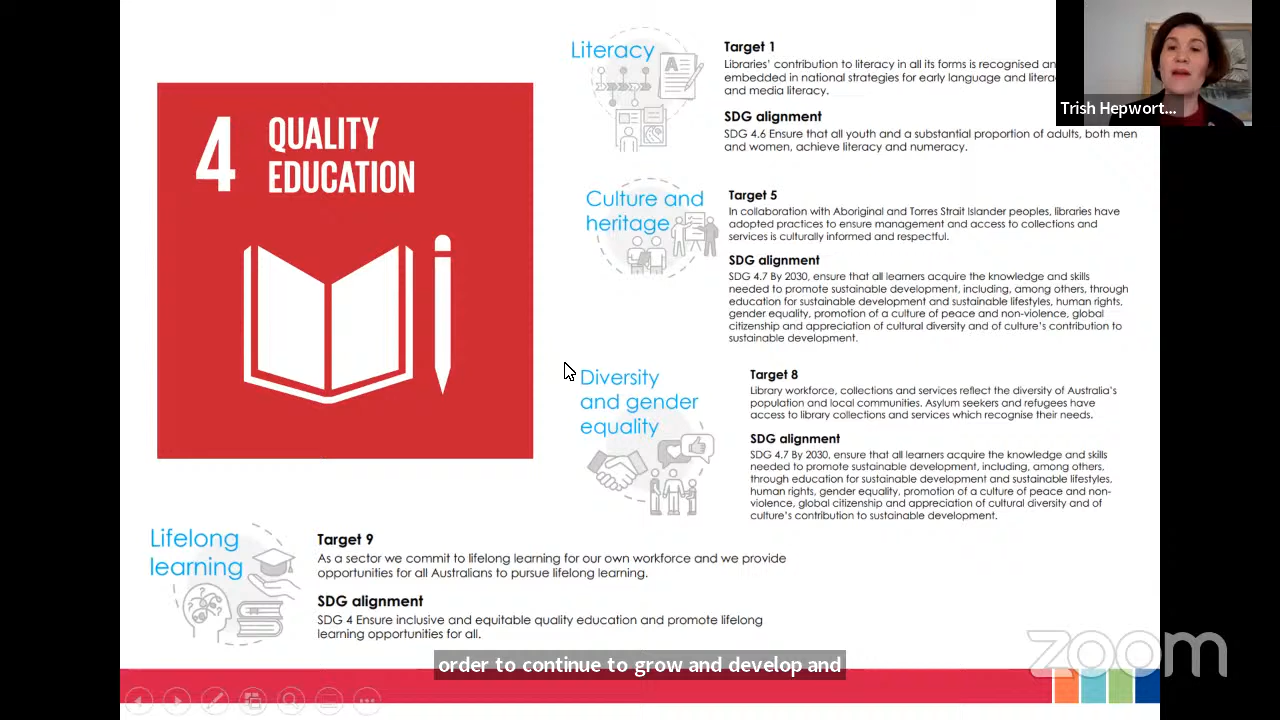 4 QUALITY
EDUCATION
Literacy
Target 1
Libraries' contribution to literacy in all its forms is recognised
embedded in national strategies for early language and
and media literacy.
SDG alignment
SDG 4.6 Ensure that all youth and a substantial proportion of adults, both men
and women, achieve literacy and numeracy.
Culture and
heritage
Target 5
In collaboration with Aboriginal and Torres Strait Islander peoples, libraries have
adopted practices to ensure management and access to collections and
services is culturally informed and respectful.
SDG alignment
SDG 4.7 By 2030, ensure that all learners acquire the knowledge and skills
needed to promote sustainable development, including, among others, through
education for sustainable development and sustainable lifestyles, human rights,
gender equality, promotion of a culture of peace and non-violence, global
citizenship and appreciation of cultural diversity and of culture's contribution to
sustainable development.
Diversity
and gender
equality
Target 8
Library workforce, collections and services reflect the diversity of Australia's
population and local communities. Asylum seekers and refugees have
access to library collections and services which recognise their needs.
SDG alignment
SDG 4.7 By 2030, ensure that all learners acquire the knowledge and skills
needed to promote sustainable development, including, among others,
through education for sustainable development and sustainable lifestyles,
human rights, gender equality, promotion of a culture of peace and non-
violence, global citizenship and appreciation of cultural diversity and of
culture's contribution to sustainable development.
Lifelong
learning
Target 9
As a sector we commit to lifelong learning for our own workforce and we provide
opportunities for all Australians to pursue lifelong learning.
SDG alignment
SDG 4 Ensure inclusive and equitable quality education and promote lifelong
learning opportunities for all.
Trish Hepwort...
order to continue to grow and develop and
zoom
A